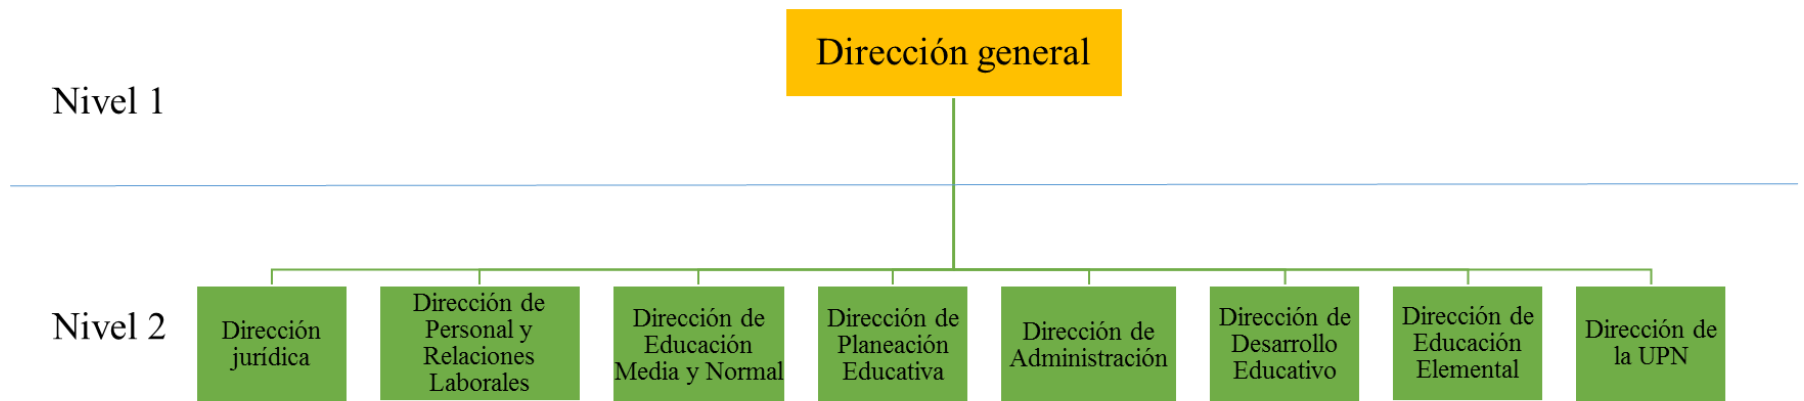 Dirección general
Nivel 1
Nivel 2
Dirección
jurídica
Dirección de
Personal y
Relaciones
Laborales
Dirección de
Educación
Media y Normal
Dirección de
Planeación
Educativa
Dirección de
Administración
Dirección de
Desarrollo
Educativo
Dirección de
Educación
Elemental
Dirección de
la UPN